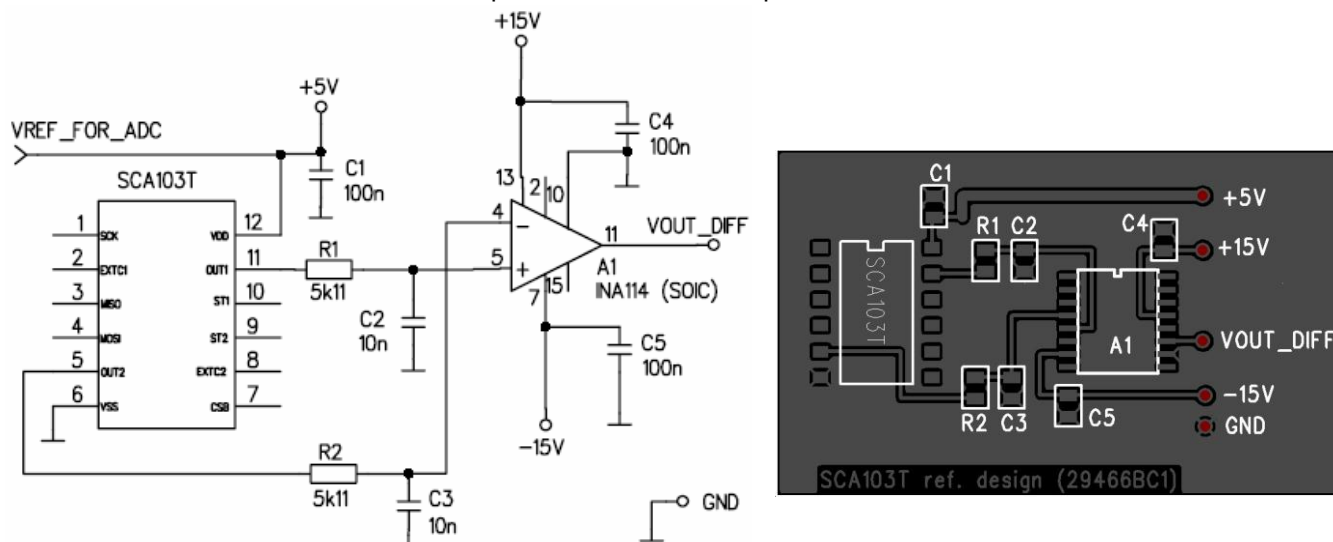 +15V
+5V
VREF_FOR_ADC
C1
100n
C4
100n
SCA103T
1
SCK
VDD
12
2
EXTC1
OUT1
11
3
MISO
ST1
10
4
MOSI
ST2
9
5
OUT2
EXTC2
8
6
VSS
CSB
7
R1
5k11
C2
10n
13
2
10
4
−
5
+
11
VOUT_DIFF
A1
INA114 (SOIC)
7
15
C5
100n
-15V
R2
5k11
C3
10n
GND
C1
+5V
R1
C2
C4
+15V
SCA103T
A1
VOUT_DIFF
-15V
R2
C3
C5
GND
SCA103T ref. design (29466BC1)